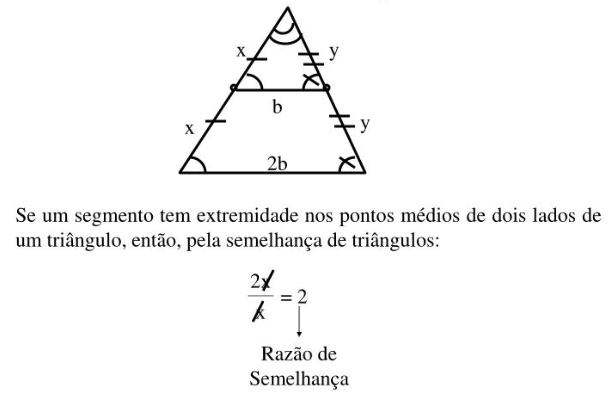 x
y
b
x
y
2b
Se um segmento tem extremidade nos pontos médios de dois lados de
um triângulo, então, pela semelhança de triângulos:
2x
x
= 2
Razão de
Semelhança